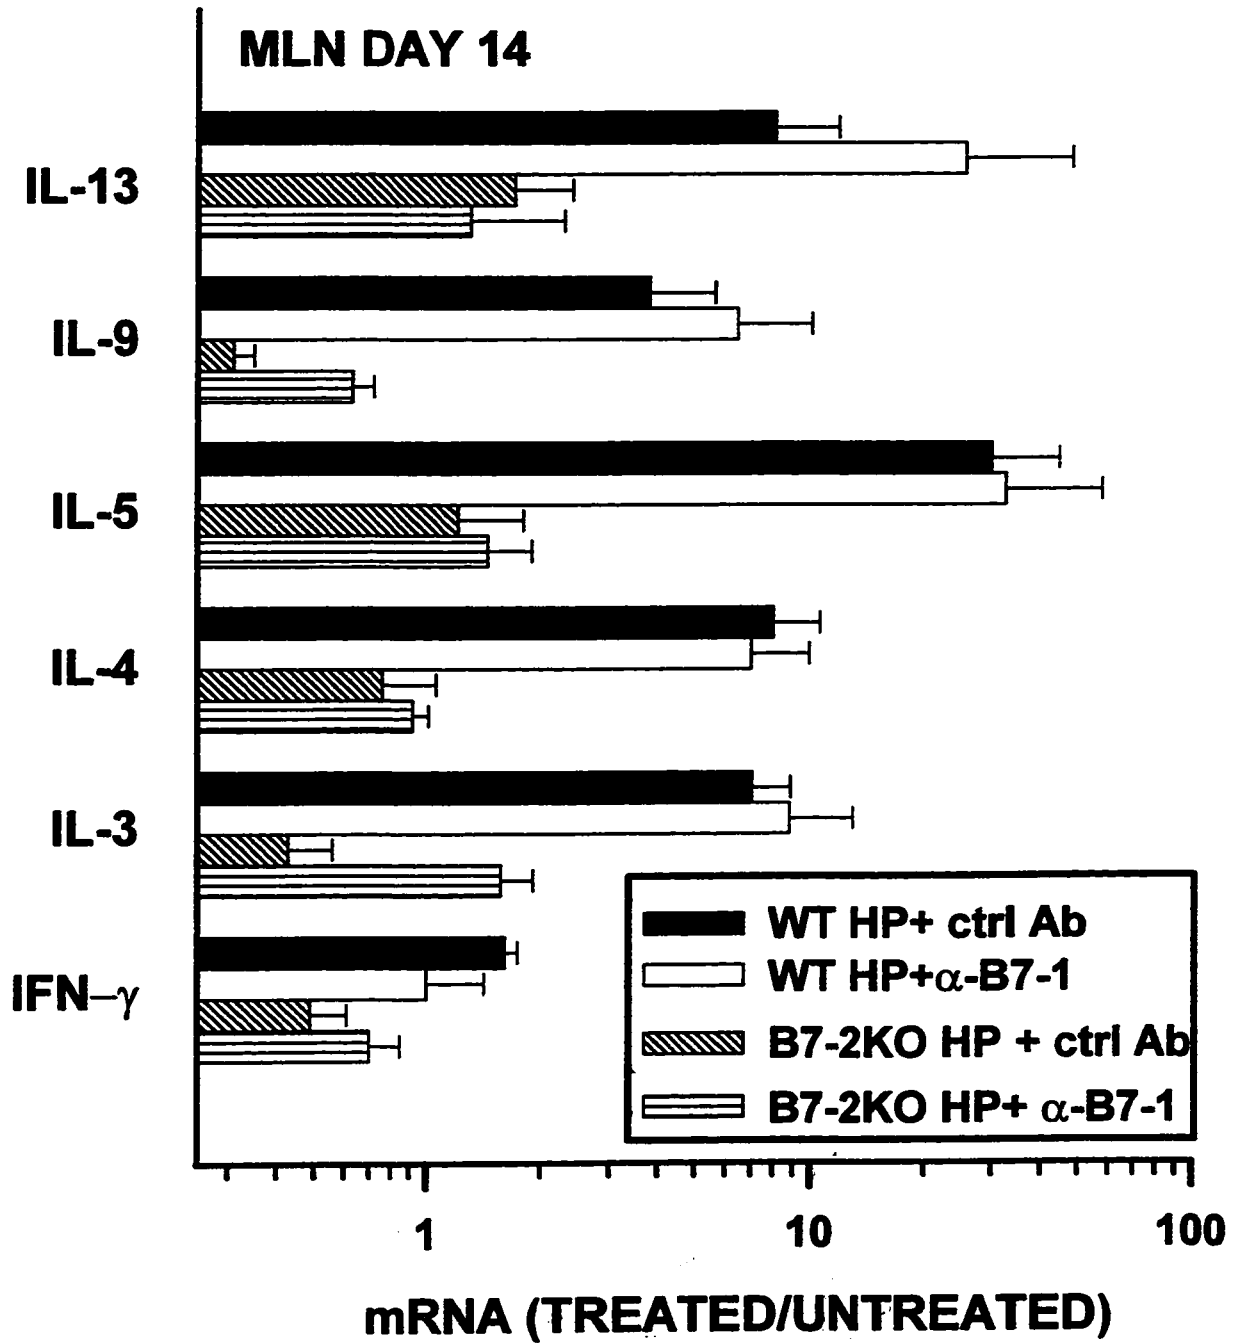 MLN DAY 14
IL-13
IL-9
IL-5
IL-4
IL-3
IFN–γ
WT HP+ ctrl Ab
WT HP+α-B7-1
B7-2KO HP + ctrl Ab
B7-2KO HP+ α-B7-1
1 10 100
mRNA (TREATED/UNTREATED)